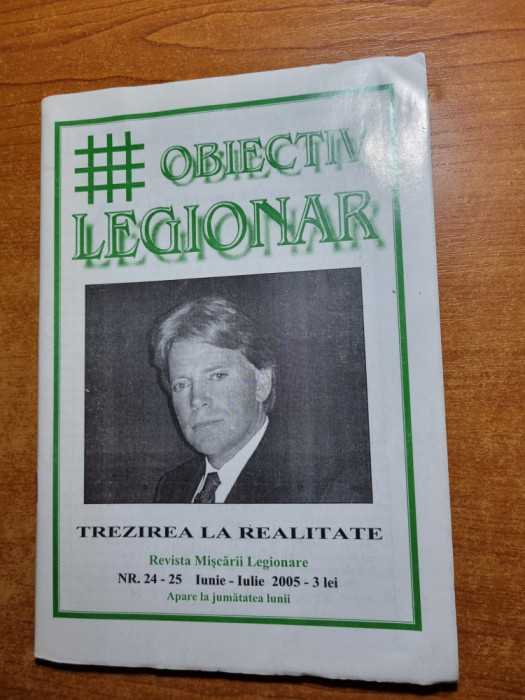 OBIECTIV
LEGIONAR
TREZIREA LA REALITATE
Revista Mişcării Legionare
NR. 24 - 25 Iunie - Iulie 2005 - 3 lei
Apare la jumătatea lunii